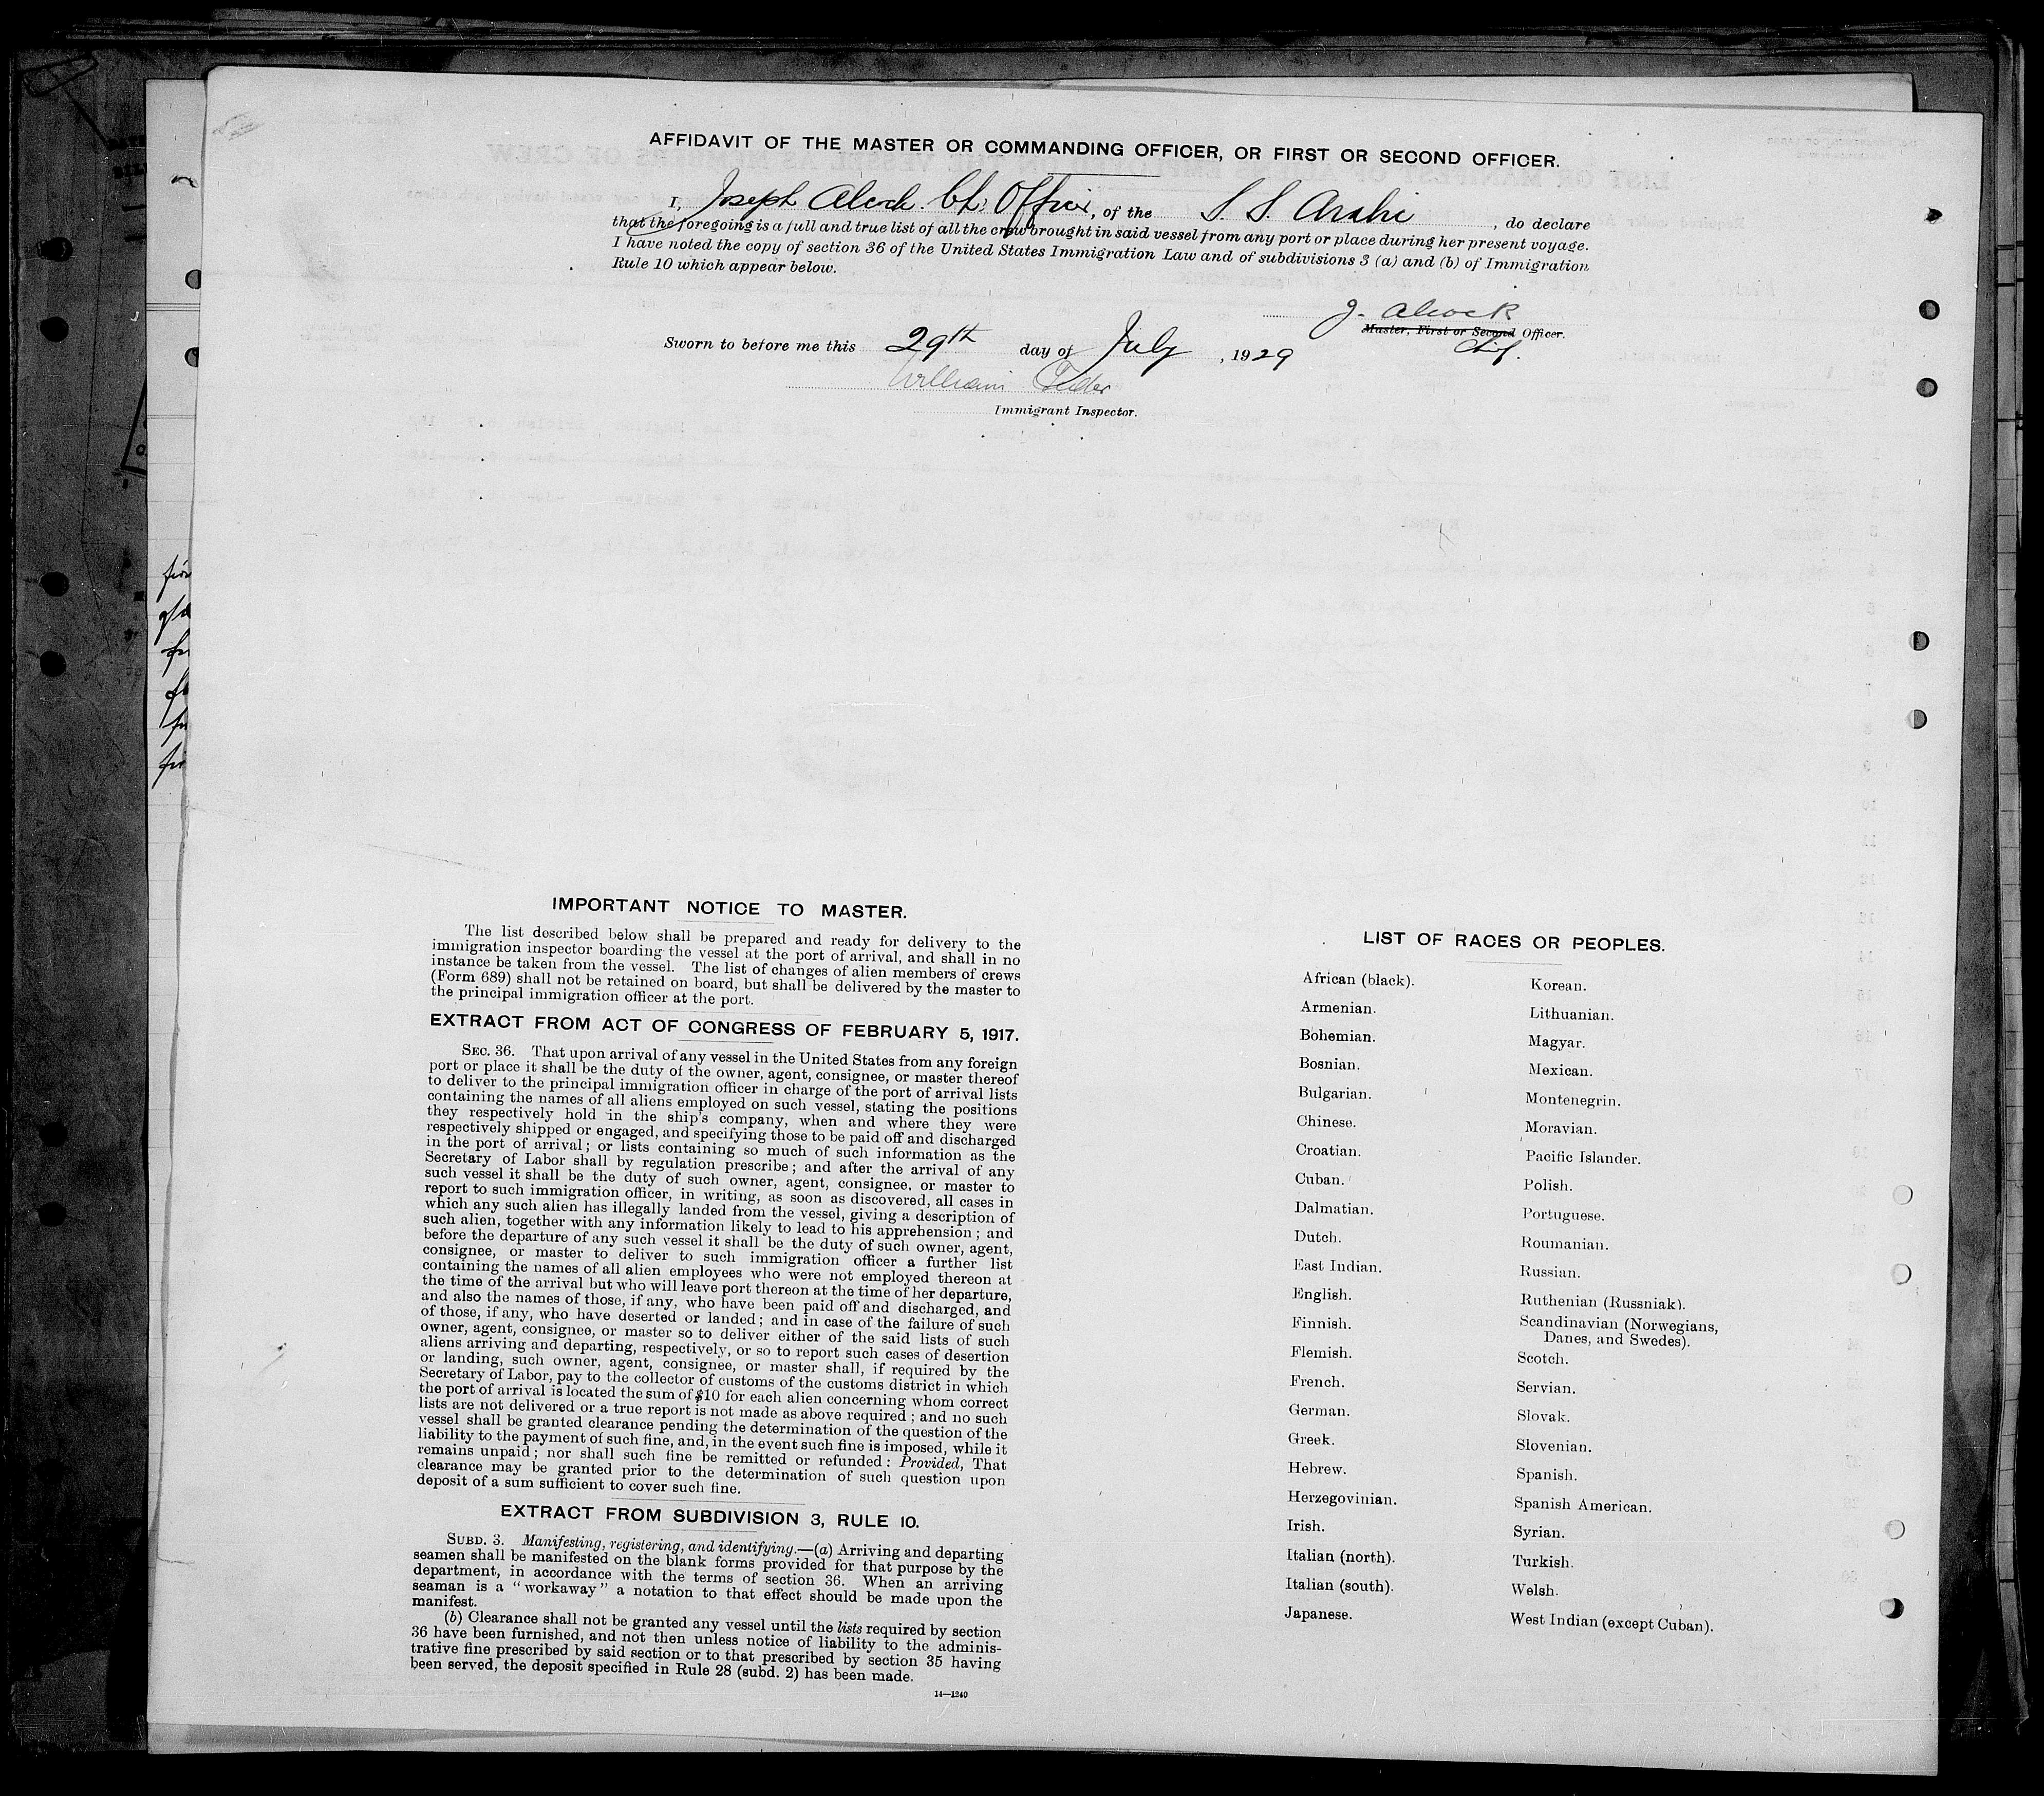 AFFIDAVIT OF THE MASTER OR COMMANDING OFFICER, OR FIRST OR SECOND OFFICER.
I, Joseph Alcock. Ch: Officer, of the S. S. Arabic, do declare
that the foregoing is a full and true list of all the crew brought in said vessel from any port or place during her present voyage.
I have noted the copy of section 36 of the United States Immigration Law and of subdivisions 3 (a) and (b) of Immigration
Rule 10 which appear below.
J. Alcock
Master, First or Second Officer.
Chief.
Sworn to before me this 29th day of July, 1929
William
Immigrant Inspector.
IMPORTANT NOTICE TO MASTER.
The list described below shall be prepared and ready for delivery to the
immigration inspector boarding the vessel at the port of arrival, and shall in no
instance be taken from the vessel. The list of changes of alien members of crews
(Form 689) shall not be retained on board, but shall be delivered by the master to
the principal immigration officer at the port.
EXTRACT FROM ACT OF CONGRESS OF FEBRUARY 5, 1917.
SEC. 36. That upon arrival of any vessel in the United States from any foreign
port or place it shall be the duty of the owner, agent, consignee, or master thereof
to deliver to the principal immigration officer in charge of the port of arrival lists
containing the names of all aliens employed on such vessel, stating the positions
they respectively hold in the ship's company, when and where they were
respectively shipped or engaged, and specifying those to be paid off and discharged
in the port of arrival; or lists containing so much of such information as the
Secretary of Labor shall by regulation prescribe; and after the arrival of any
such vessel it shall be the duty of such owner, agent, consignee, or master to
report to such immigration officer, in writing, as soon as discovered, all cases in
which any such alien has illegally landed from the vessel, giving a description of
such alien, together with any information likely to lead to his apprehension; and
before the departure of any such vessel it shall be the duty of such owner, agent,
consignee, or master to deliver to such immigration officer a further list
containing the names of all alien employees who were not employed thereon at
the time of the arrival but who will leave port thereon at the time of her departure,
and also the names of those, if any, who have been paid off and discharged, and
of those, if any, who have deserted or landed; and in case of the failure of such
owner, agent, consignee, or master so to deliver either of the said lists of such
aliens arriving and departing, respectively, or so to report such cases of desertion
or landing, such owner, agent, consignee, or master shall, if required by the
Secretary of Labor, pay to the collector of customs of the customs district in which
the port of arrival is located the sum of $10 for each alien concerning whom correct
lists are not delivered or a true report is not made as above required; and no such
vessel shall be granted clearance pending the determination of the question of the
liability to the payment of such fine, and, in the event such fine is imposed, while it
remains unpaid; nor shall such fine be remitted or refunded: Provided, That
clearance may be granted prior to the determination of such question upon
deposit of a sum sufficient to cover such fine.
EXTRACT FROM SUBDIVISION 3, RULE 10.
SUBD. 3. Manifesting, registering, and identifying.—(a) Arriving and departing
seamen shall be manifested on the blank forms provided for that purpose by the
department, in accordance with the terms of section 36. When an arriving
seaman is a "workaway" a notation to that effect should be made upon the
manifest.
(b) Clearance shall not be granted any vessel until the lists required by section
36 have been furnished, and not then unless notice of liability to the adminis-
trative fine prescribed by said section or to that prescribed by section 35 having
been served, the deposit specified in Rule 28 (subd. 2) has been made.
14—1240
LIST OF RACES OR PEOPLES.
African (black).
Armenian.
Bohemian.
Bosnian.
Bulgarian.
Chinese.
Croatian.
Cuban.
Dalmatian.
Dutch.
East Indian.
English.
Finnish.
Flemish.
French.
German.
Greek.
Hebrew.
Herzegovinian.
Irish.
Italian (north).
Italian (south).
Japanese.
Korean.
Lithuanian.
Magyar.
Mexican.
Montenegrin.
Moravian.
Pacific Islander.
Polish.
Portuguese.
Roumanian.
Russian.
Ruthenian (Russniak).
Scandinavian (Norwegians,
Danes, and Swedes).
Scotch.
Servian.
Slovak.
Slovenian.
Spanish.
Spanish American.
Syrian.
Turkish.
Welsh.
West Indian (except Cuban).